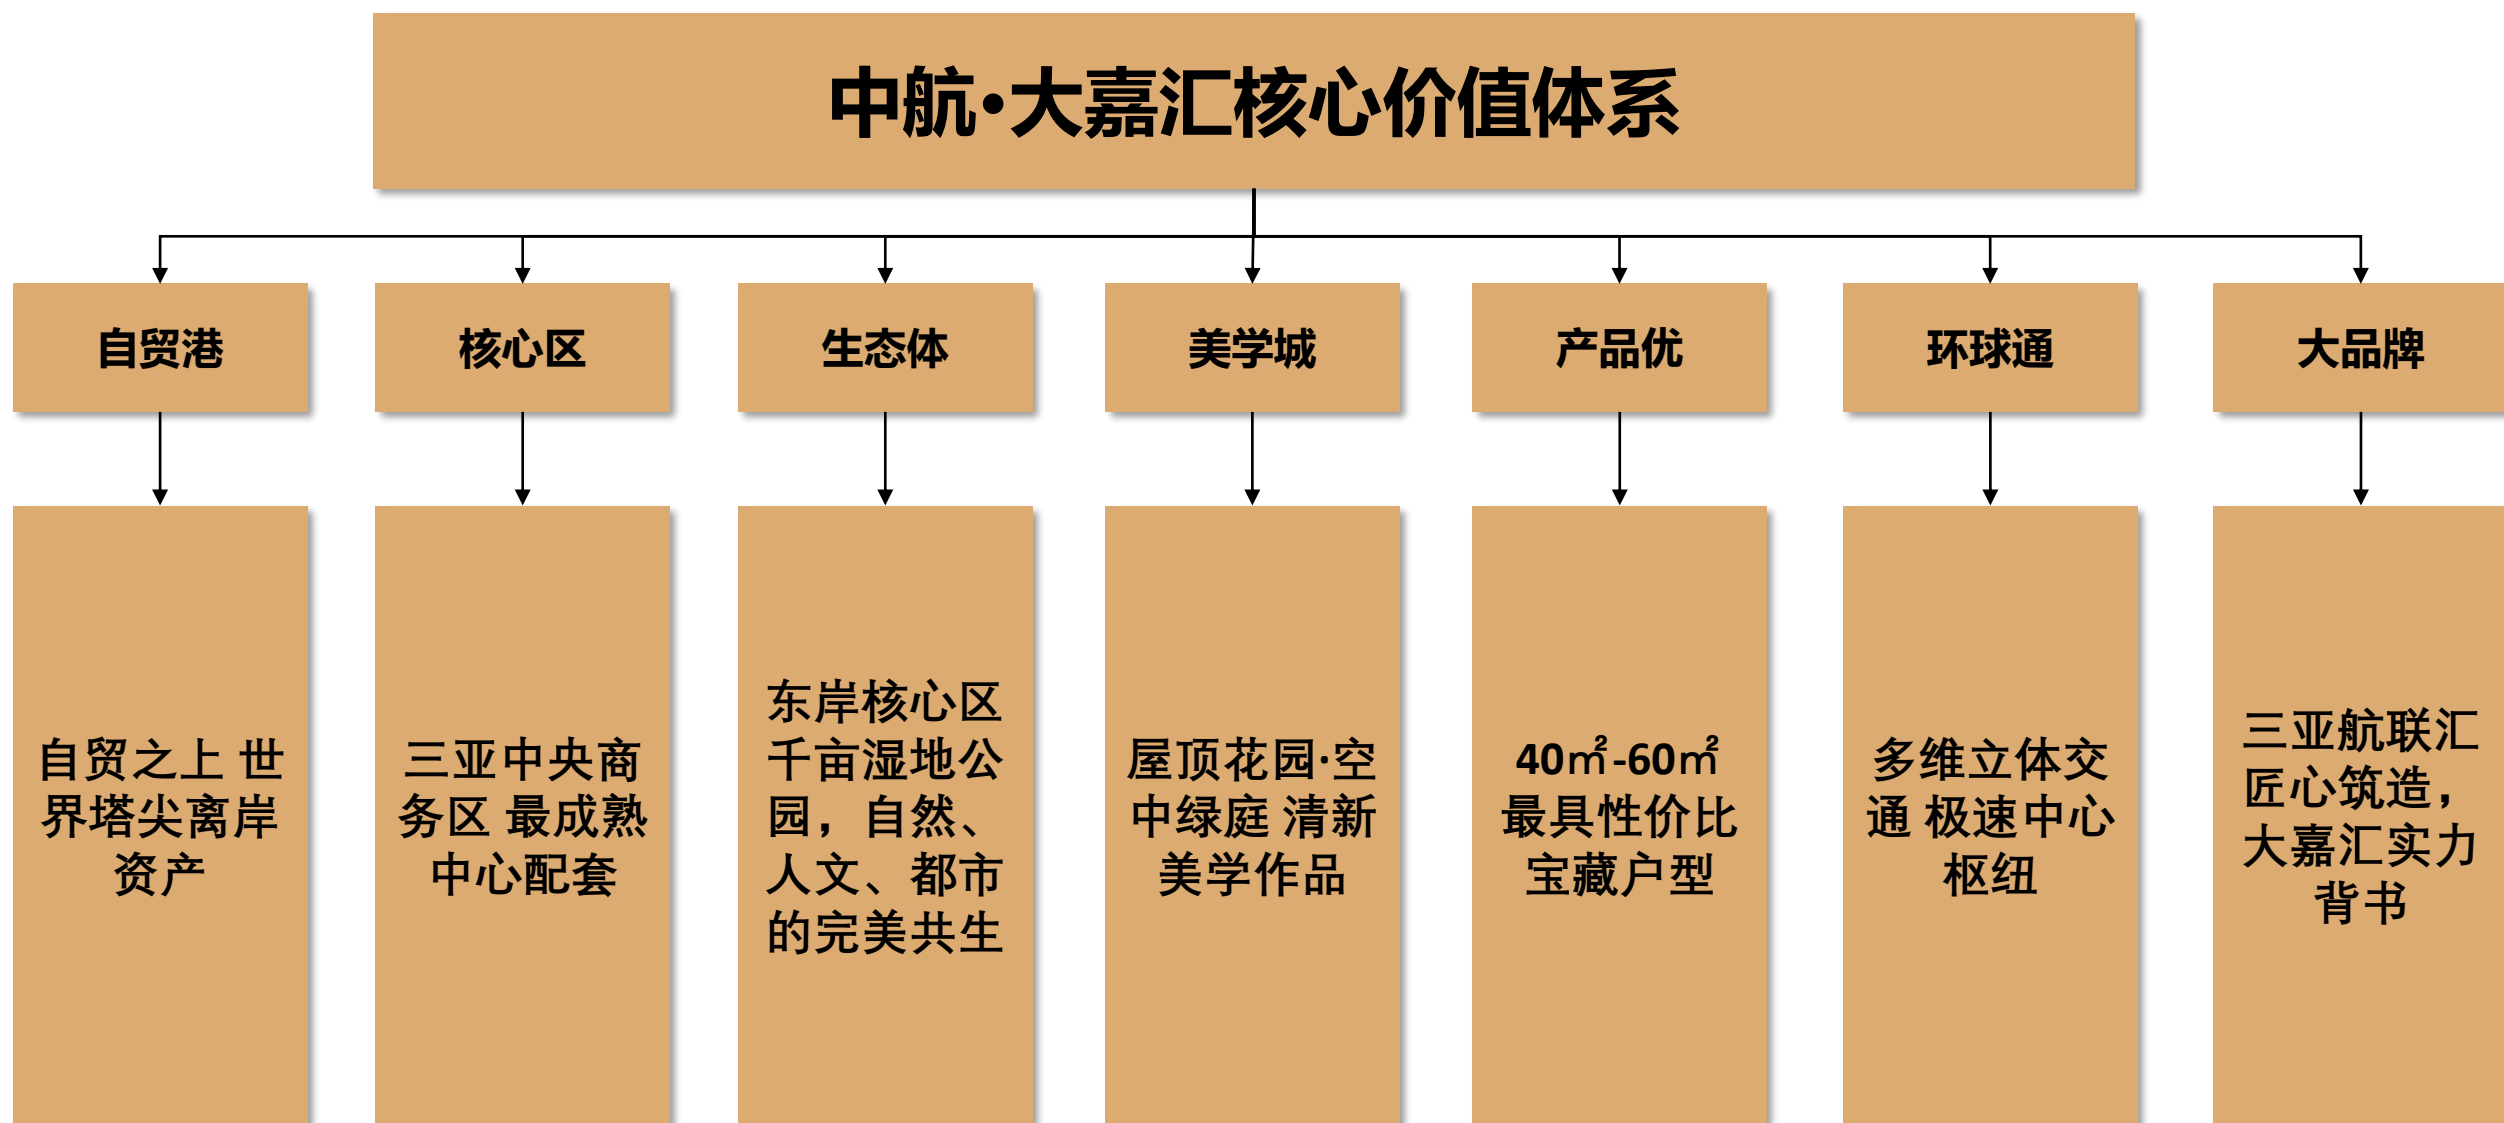 中航·大嘉汇核心价值体系
自贸港
核心区
生态体
美学城
产品优
环球通
大品牌
自贸之上 世
界塔尖离岸
资产
三亚中央商
务区 最成熟
中心配套
东岸核心区
千亩湿地公
园，自然、
人文、都市
的完美共生
屋顶花园·空
中绿庭 清新
美学作品
40㎡-60㎡
最具性价比
宝藏户型
多维立体交
通 极速中心
枢纽
三亚航联汇
匠心筑造，
大嘉汇实力
背书